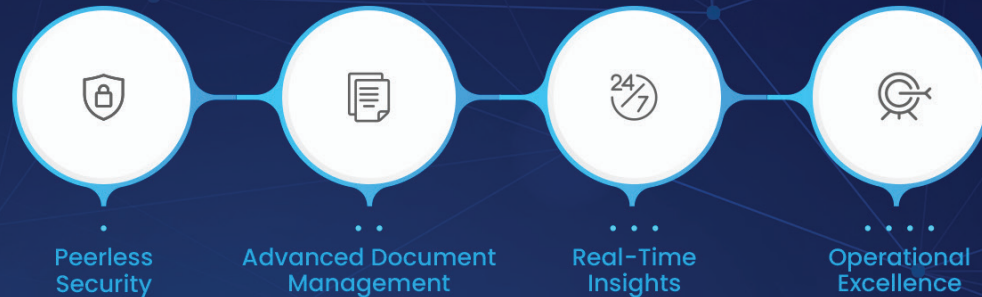 24/7
Peerless
Security
Advanced Document
Management
Real-Time
Insights
Operational
Excellence